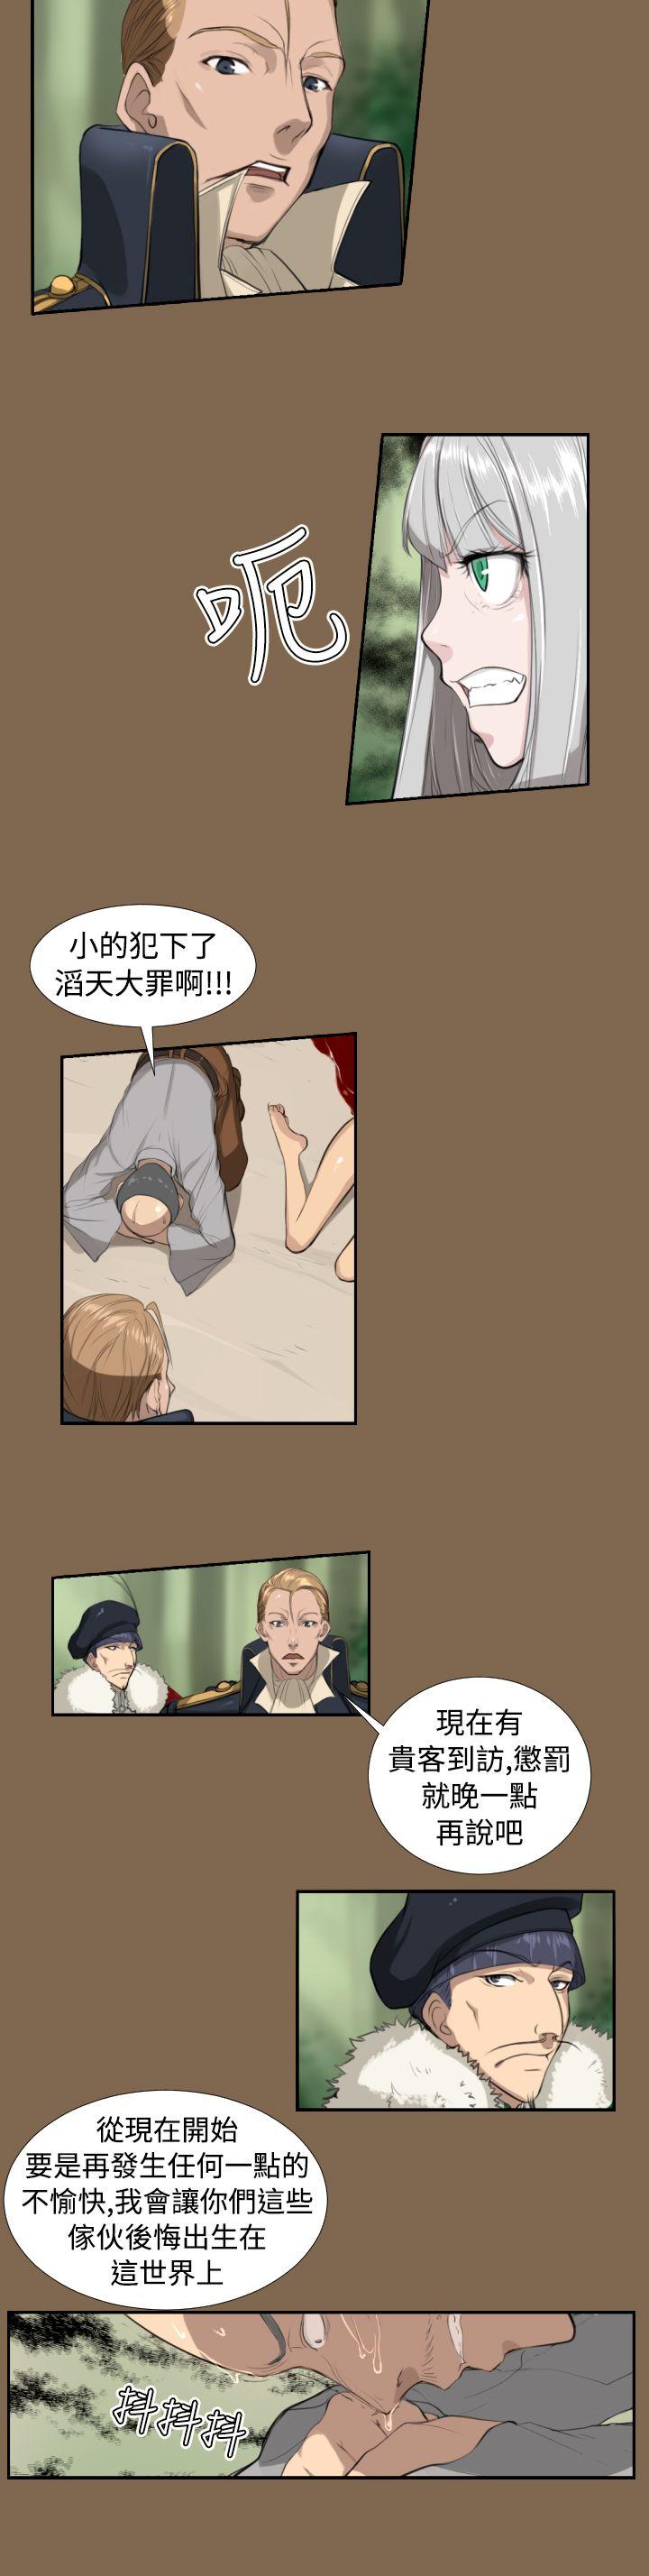 呃
小的犯下了
滔天大罪啊!!!
現在有
貴客到訪,懲罰
就晚一點
再說吧
從現在開始
要是再發生任何一點的
不愉快,我會讓你們這些
傢伙後悔出生在
這世界上
抖抖抖